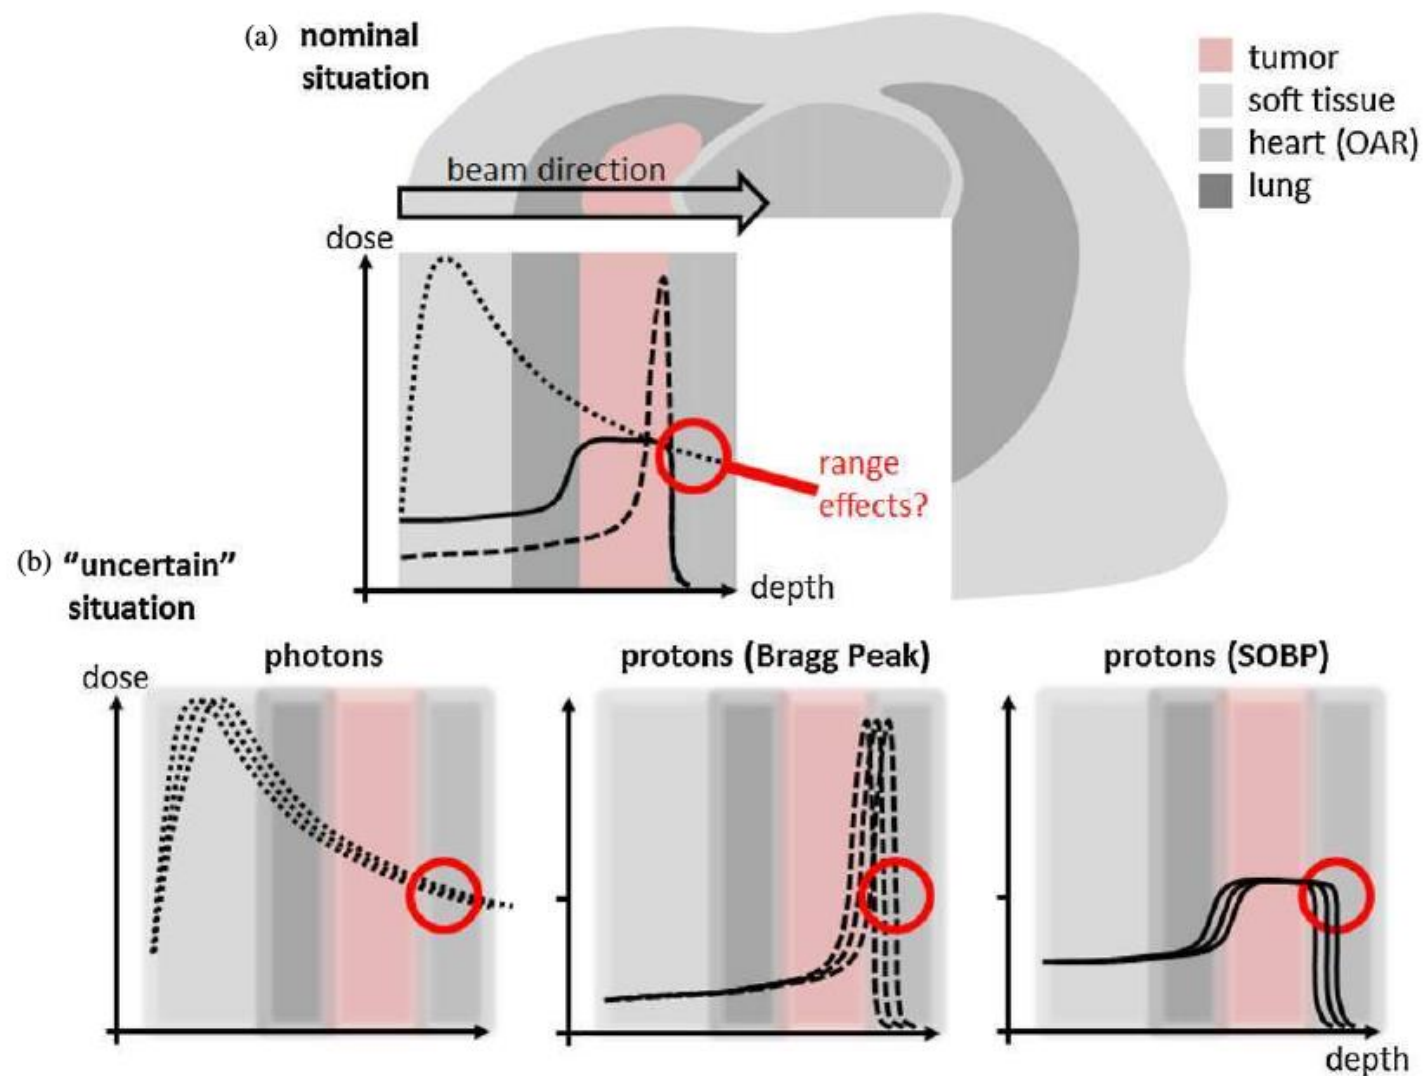 (a) nominal
situation
tumor
soft tissue
heart (OAR)
lung
beam direction
dose
range
effects?
depth
(b) "uncertain"
situation
photons
protons (Bragg Peak)
protons (SOBP)
dose
depth